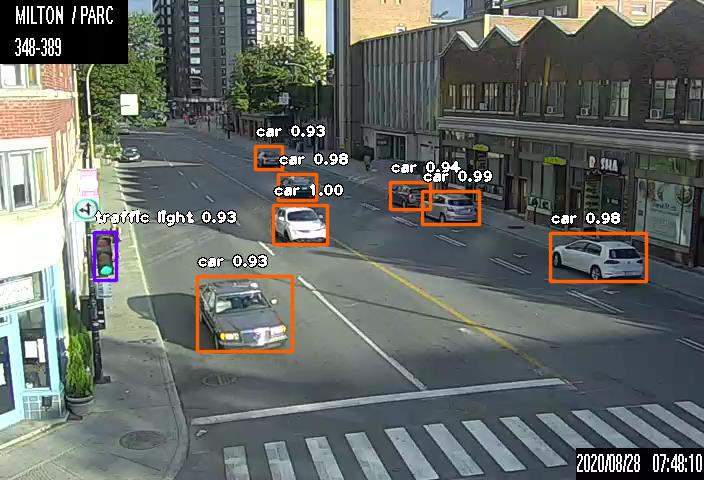 MILTON / PARC
348-389
car 0.93
car 0.98
car 0.94
car 0.99
car 1.00
traffic light 0.93
car 0.98
car 0.93
2020/08/28 07:48:10